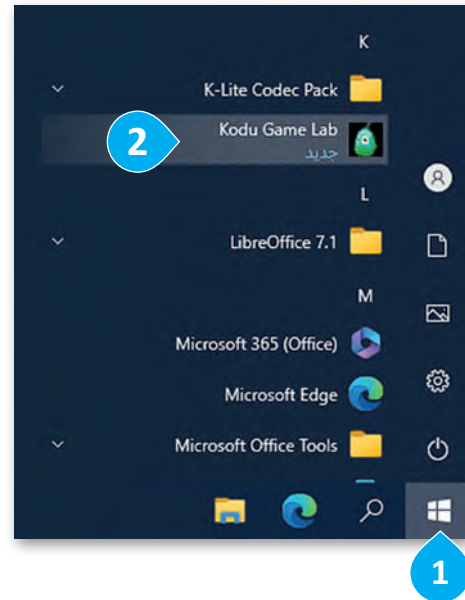 K
K-Lite Codec Pack
2
Kodu Game Lab
جديد
L
LibreOffice 7.1
M
Microsoft 365 (Office)
Microsoft Edge
Microsoft Office Tools
1